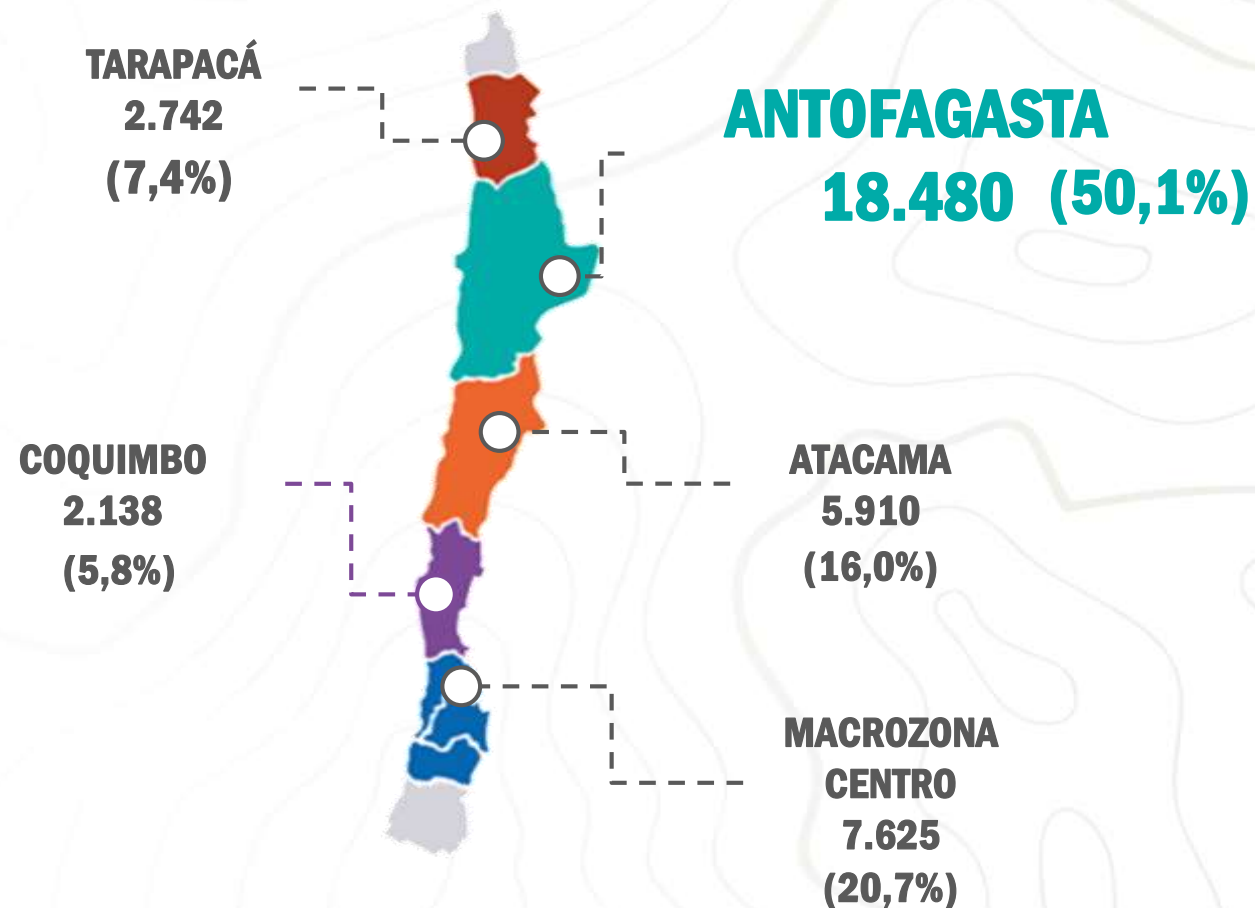 TARAPACÁ
2.742
(7,4%)
ANTOFAGASTA
18.480 (50,1%)
COQUIMBO
2.138
(5,8%)
ATACAMA
5.910
(16,0%)
MACROZONA
CENTRO
7.625
(20,7%)